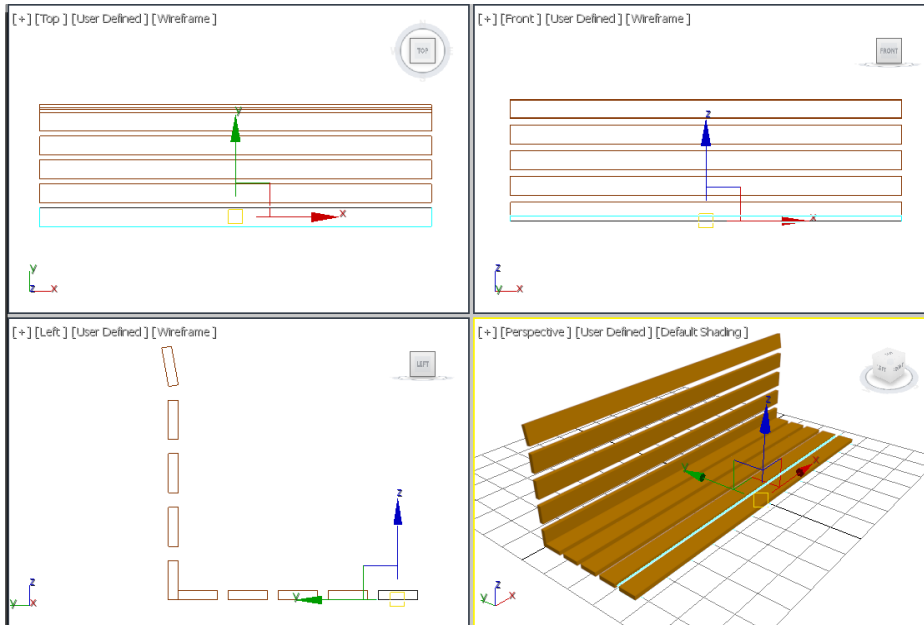 [+] [Top] [User Defined] [Wireframe]
TOP
y
x
y
z x
[+] [Front] [User Defined] [Wireframe]
FRONT
z
x
z
x
[+] [Left] [User Defined] [Wireframe]
LEFT
z
y
z
y x
[+] [Perspective] [User Defined] [Default Shading]
z
y
x
z
y x